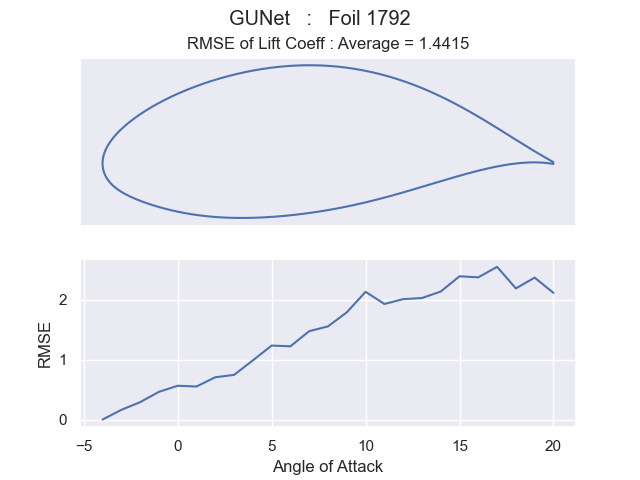 GUNet   :   Foil 1792
RMSE of Lift Coeff : Average = 1.4415
2
1
0
RMSE
−5
0
5
10
15
20
Angle of Attack